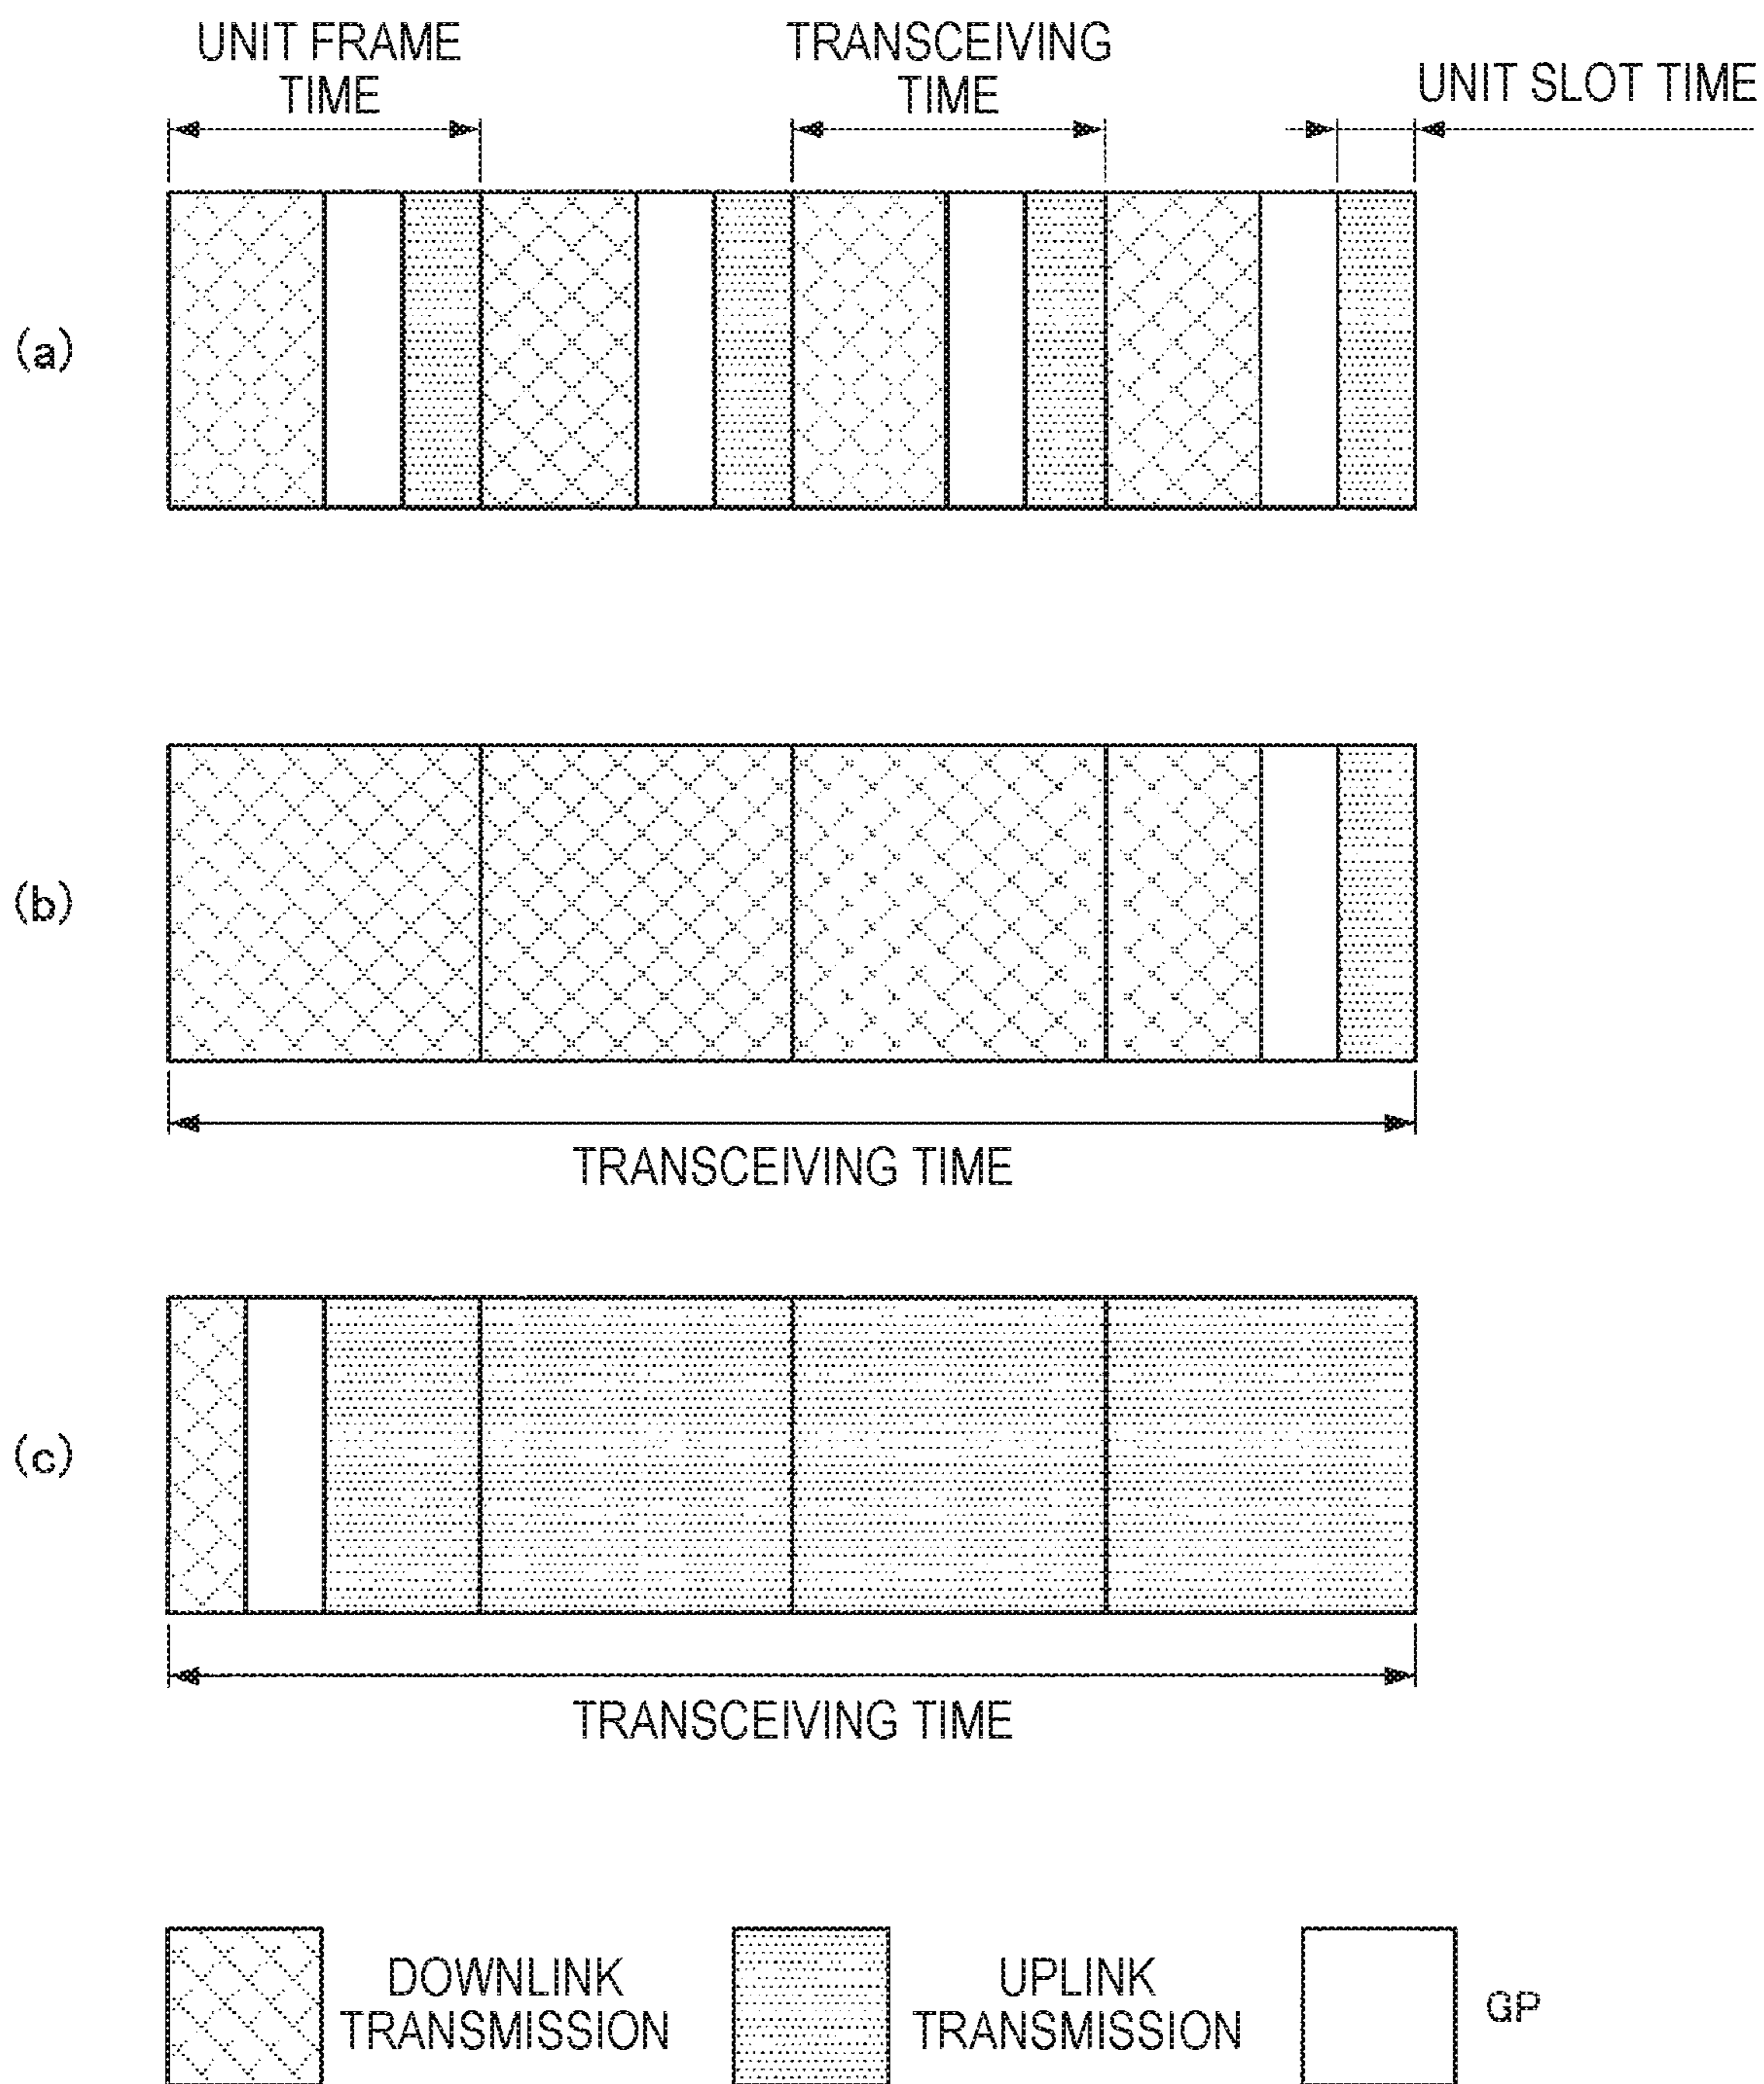 UNIT FRAME
TIME
TRANSCEIVING
TIME
UNIT SLOT TIME
(a)
(b)
TRANSCEIVING TIME
(c)
TRANSCEIVING TIME
DOWNLINK
TRANSMISSION
UPLINK
TRANSMISSION
GP